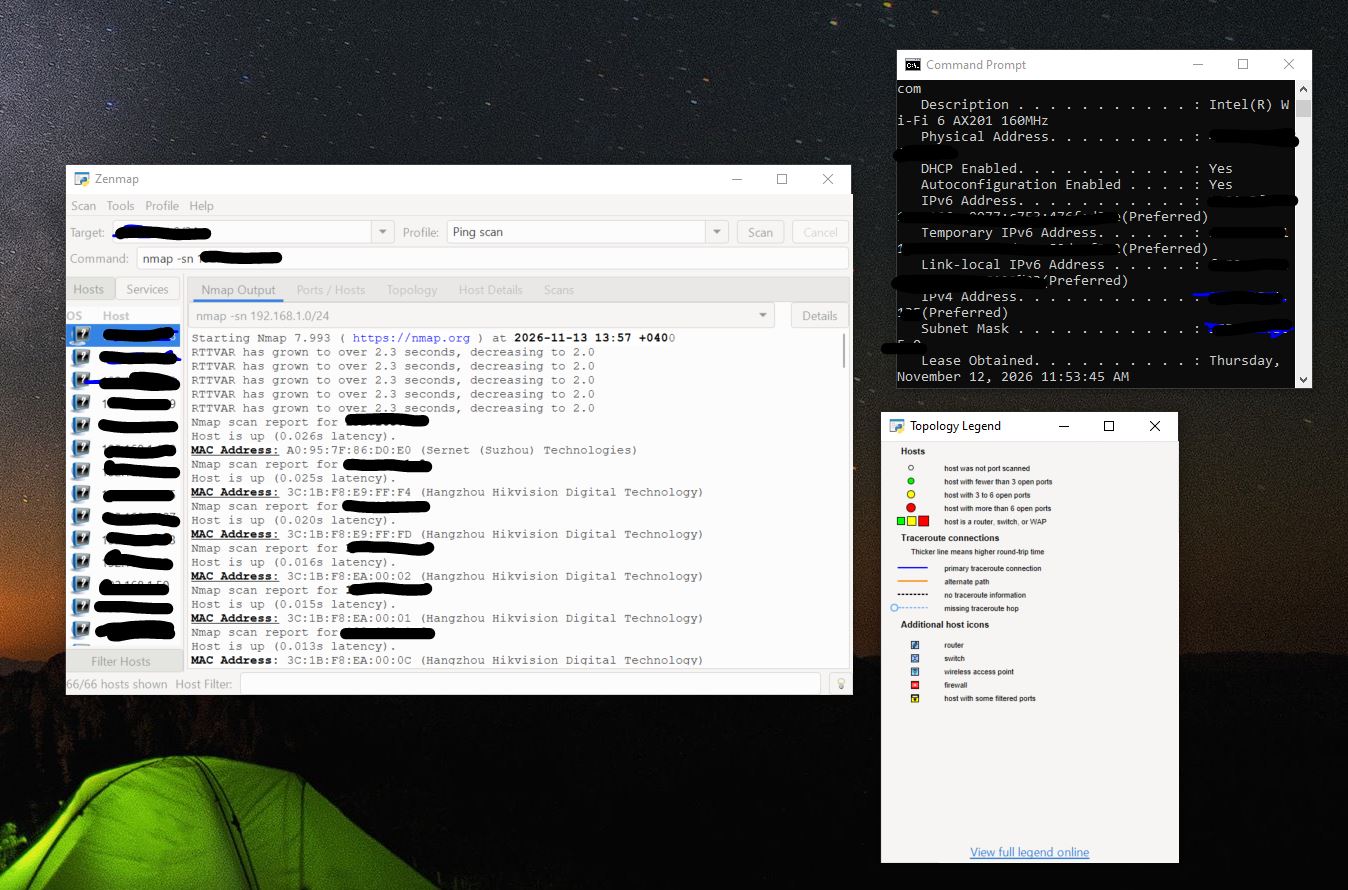 Zenmap
Scan Tools Profile Help
Target:
Profile: Ping scan
Scan
Cancel
Command: nmap -sn
Hosts
Services
OS Host
Filter Hosts
Nmap Output
Ports / Hosts
Topology
Host Details
Scans
nmap -sn 192.168.1.0/24
Details
Starting Nmap 7.993 ( https://nmap.org ) at 2026-11-13 13:57 +0400
RTTVAR has grown to over 2.3 seconds, decreasing to 2.0
RTTVAR has grown to over 2.3 seconds, decreasing to 2.0
RTTVAR has grown to over 2.3 seconds, decreasing to 2.0
RTTVAR has grown to over 2.3 seconds, decreasing to 2.0
RTTVAR has grown to over 2.3 seconds, decreasing to 2.0
Nmap scan report for
Host is up (0.026s latency).
MAC Address: A0:95:7F:86:D0:E0 (Sernet (Suzhou) Technologies)
Nmap scan report for
Host is up (0.025s latency).
MAC Address: 3C:1B:F8:E9:FF:F4 (Hangzhou Hikvision Digital Technology)
Nmap scan report for
Host is up (0.020s latency).
MAC Address: 3C:1B:F8:E9:FF:FD (Hangzhou Hikvision Digital Technology)
Nmap scan report for
Host is up (0.016s latency).
MAC Address: 3C:1B:F8:EA:00:02 (Hangzhou Hikvision Digital Technology)
Nmap scan report for
Host is up (0.015s latency).
MAC Address: 3C:1B:F8:EA:00:01 (Hangzhou Hikvision Digital Technology)
Nmap scan report for
Host is up (0.013s latency).
MAC Address: 3C:1B:F8:EA:00:0C (Hangzhou Hikvision Digital Technology)
66/66 hosts shown Host Filter:
Command Prompt
com
Description . . . . . . . . . . . : Intel(R) W
i-Fi 6 AX201 160MHz
Physical Address. . . . . . . . . :
DHCP Enabled. . . . . . . . . . . : Yes
Autoconfiguration Enabled . . . . : Yes
IPv6 Address. . . . . . . . . . . :
(Preferred)
Temporary IPv6 Address. . . . . . :
(Preferred)
Link-local IPv6 Address . . . . . :
(Preferred)
IPv4 Address. . . . . . . . . . . :
(Preferred)
Subnet Mask . . . . . . . . . . . :
Lease Obtained. . . . . . . . . . : Thursday,
November 12, 2026 11:53:45 AM
Topology Legend
Hosts
host was not port scanned
host with fewer than 3 open ports
host with 3 to 6 open ports
host with more than 6 open ports
host is a router, switch, or WAP
Traceroute connections
Thicker line means higher round-trip time
primary traceroute connection
alternate path
no traceroute information
missing traceroute hop
Additional host icons
router
switch
wireless access point
firewall
host with some filtered ports
View full legend online